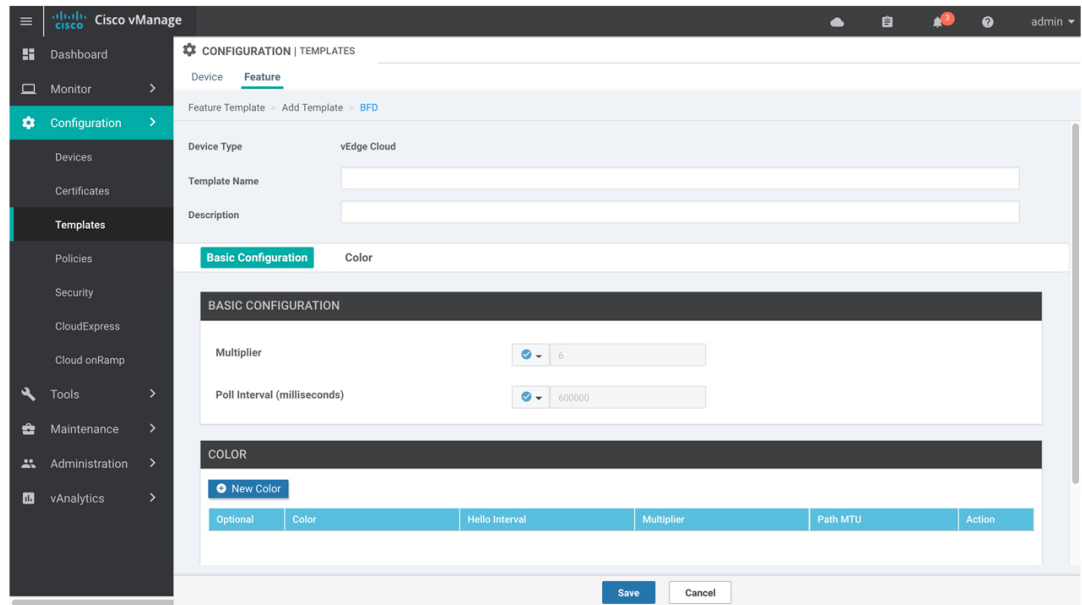 cisco Cisco vManage
3
admin
Dashboard
Monitor
Configuration
Devices
Certificates
Templates
Policies
Security
CloudExpress
Cloud onRamp
Tools
Maintenance
Administration
vAnalytics
CONFIGURATION | TEMPLATES
Device Feature
Feature Template > Add Template > BFD
Device Type vEdge Cloud
Template Name
Description
Basic Configuration Color
BASIC CONFIGURATION
Multiplier 6
Poll Interval (milliseconds) 600000
COLOR
New Color
Optional Color Hello Interval Multiplier Path MTU Action
Save Cancel